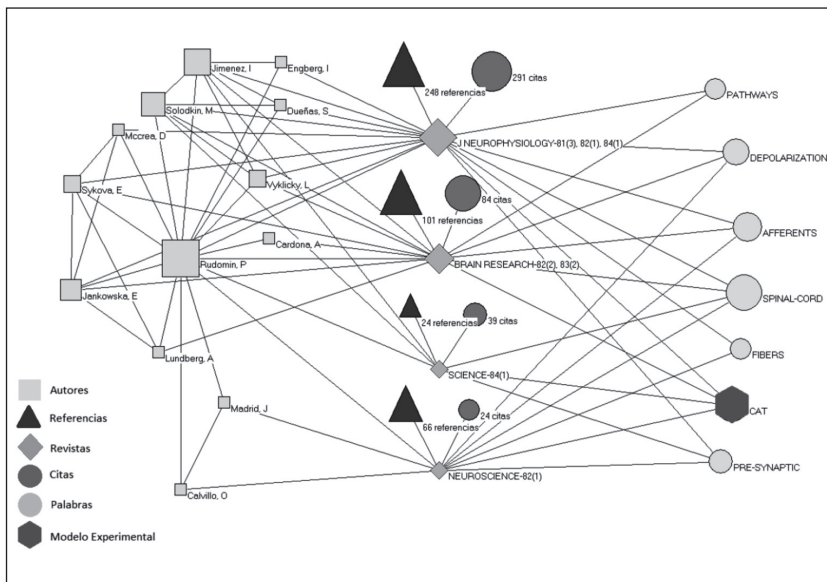 Jimenez, I
Engberg, I
Solodkin, M
Dueñas, S
Mccrea, D
Vyklicky, L
Sykova, E
Cardona, A
Rudomin, P
Jankowska, E
Lundberg, A
Madrid, J
Calvillo, O
248 referencias
291 citas
J NEUROPHYSIOLOGY-81(3), 82(1), 84(1)
101 referencias
84 citas
BRAIN RESEARCH-82(2), 83(2)
24 referencias
39 citas
SCIENCE-84(1)
66 referencias
24 citas
NEUROSCIENCE-82(1)
PATHWAYS
DEPOLARIZATION
AFFERENTS
SPINAL-CORD
FIBERS
CAT
PRE-SYNAPTIC
Autores
Referencias
Revistas
Citas
Palabras
Modelo Experimental